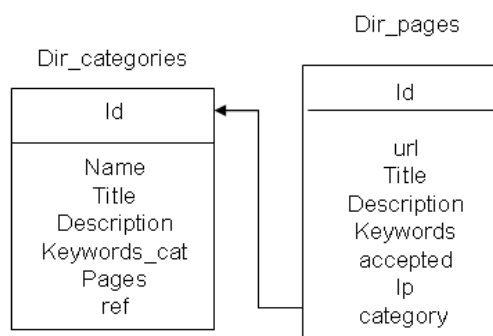 Dir_categories
Id
Name
Title
Description
Keywords_cat
Pages
ref
Dir_pages
Id
url
Title
Description
Keywords
accepted
Ip
category